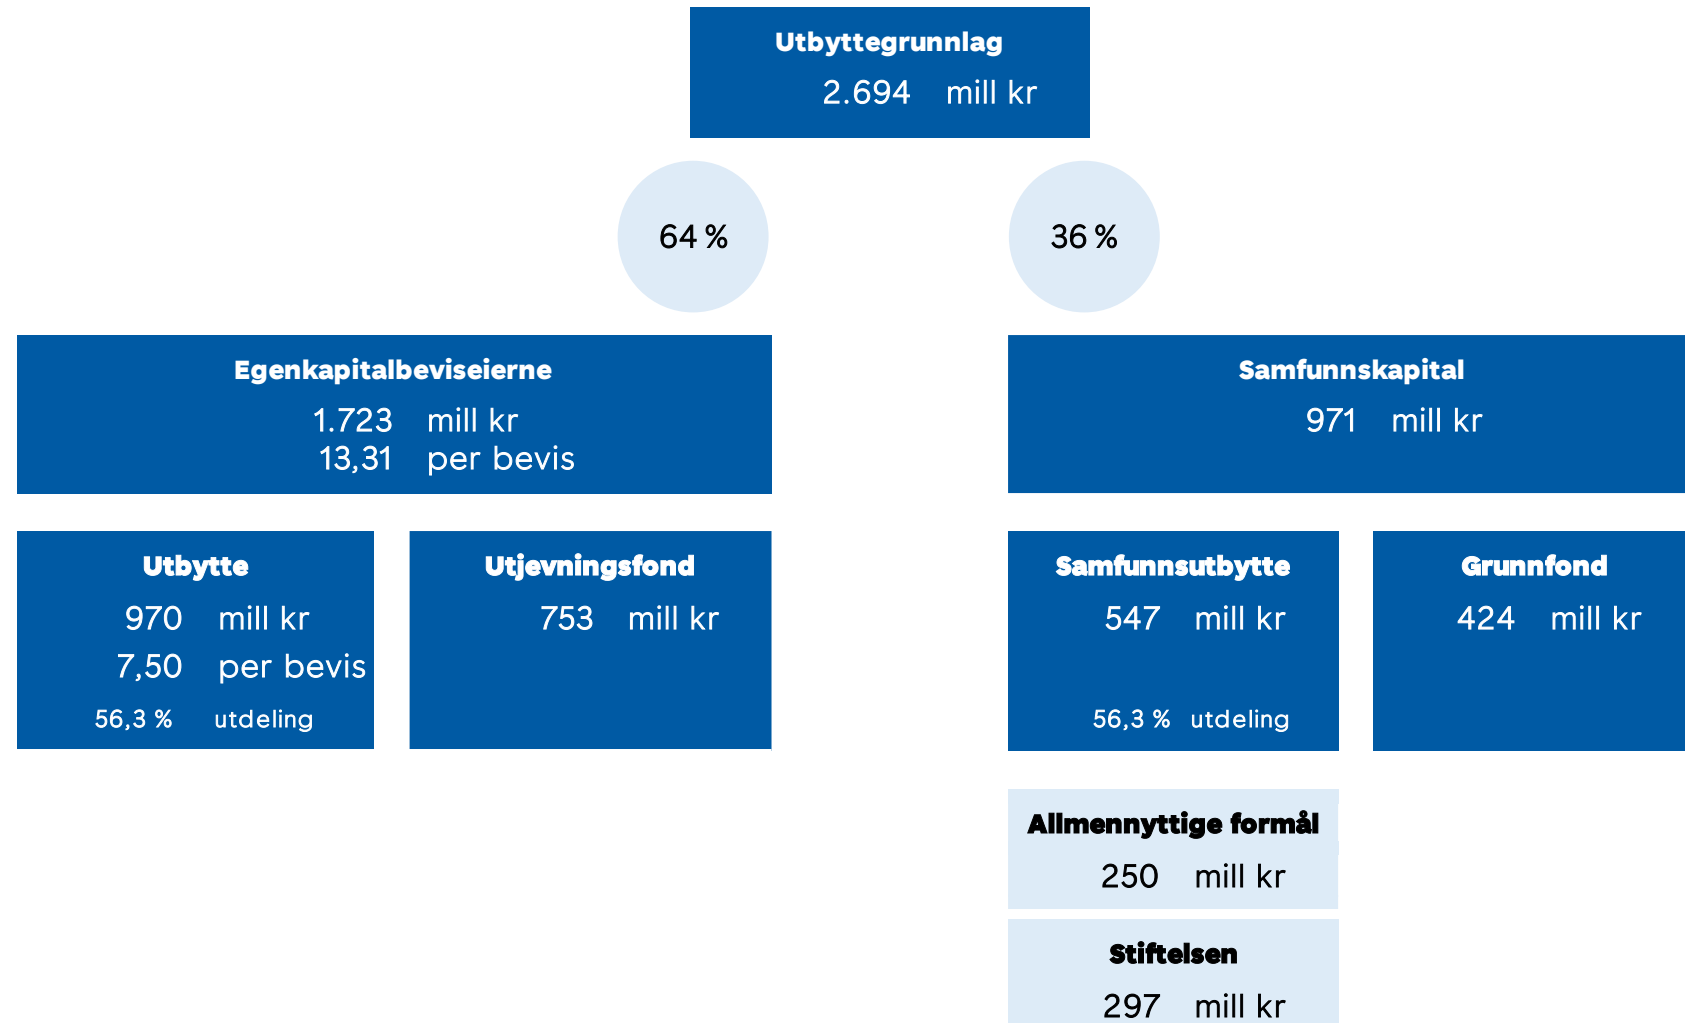 Utbyttegrunnlag
2.694 mill kr
64 %
36 %
Egenkapitalbeviseierne
1.723 mill kr
13,31 per bevis
Samfunnskapital
971 mill kr
Utbytte
970 mill kr
7,50 per bevis
56,3 % utdeling
Utjevningsfond
753 mill kr
Samfunnsutbytte
547 mill kr
56,3 % utdeling
Grunnfond
424 mill kr
Allmennyttige formål
250 mill kr
Stiftelsen
297 mill kr